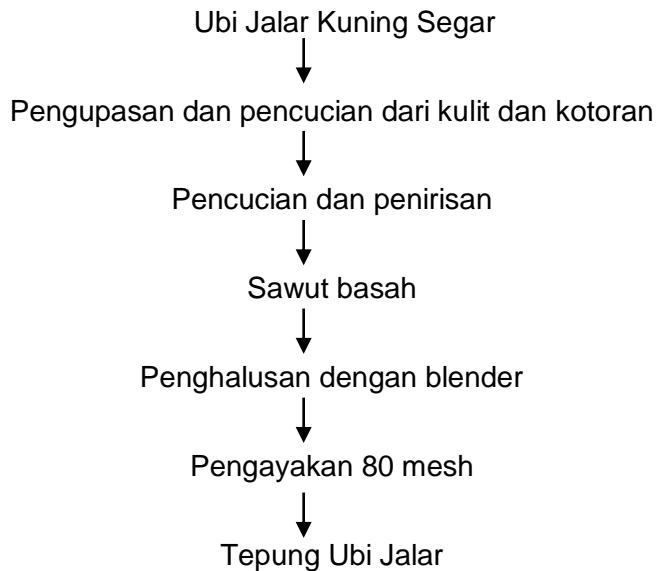 Ubi Jalar Kuning Segar
Pengupasan dan pencucian dari kulit dan kotoran
Pencucian dan penirisan
Sawut basah
Penghalusan dengan blender
Pengayakan 80 mesh
Tepung Ubi Jalar